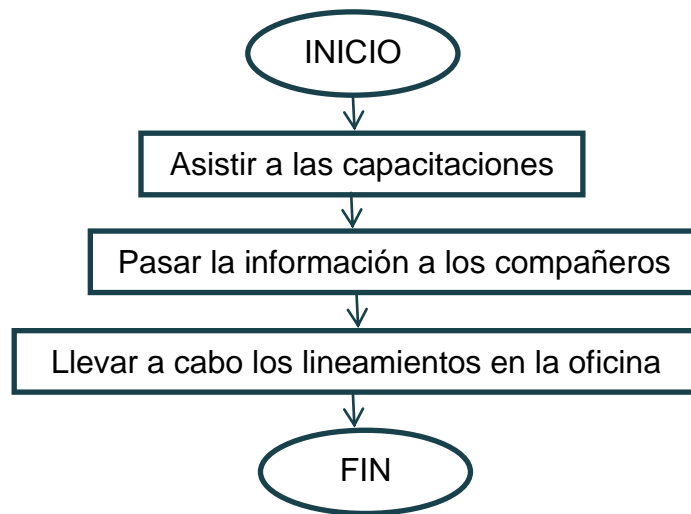 INICIO
Asistir a las capacitaciones
Pasar la información a los compañeros
Llevar a cabo los lineamientos en la oficina
FIN